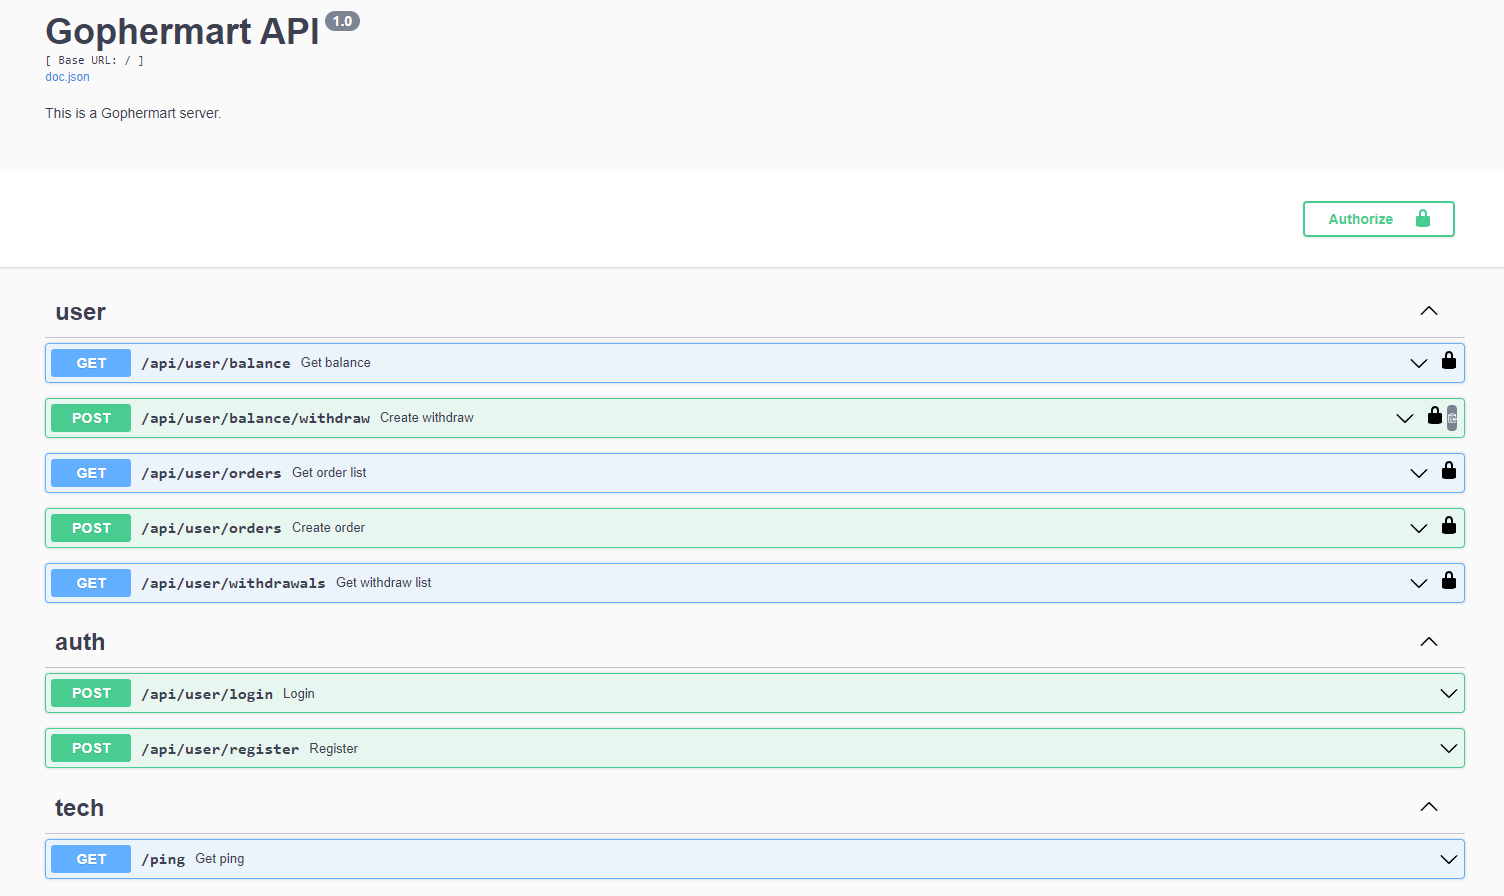 Gophermart API 1.0
[ Base URL: / ]
doc.json
This is a Gophermart server.
Authorize
user
GET /api/user/balance Get balance
POST /api/user/balance/withdraw Create withdraw
GET /api/user/orders Get order list
POST /api/user/orders Create order
GET /api/user/withdrawals Get withdraw list
auth
POST /api/user/login Login
POST /api/user/register Register
tech
GET /ping Get ping